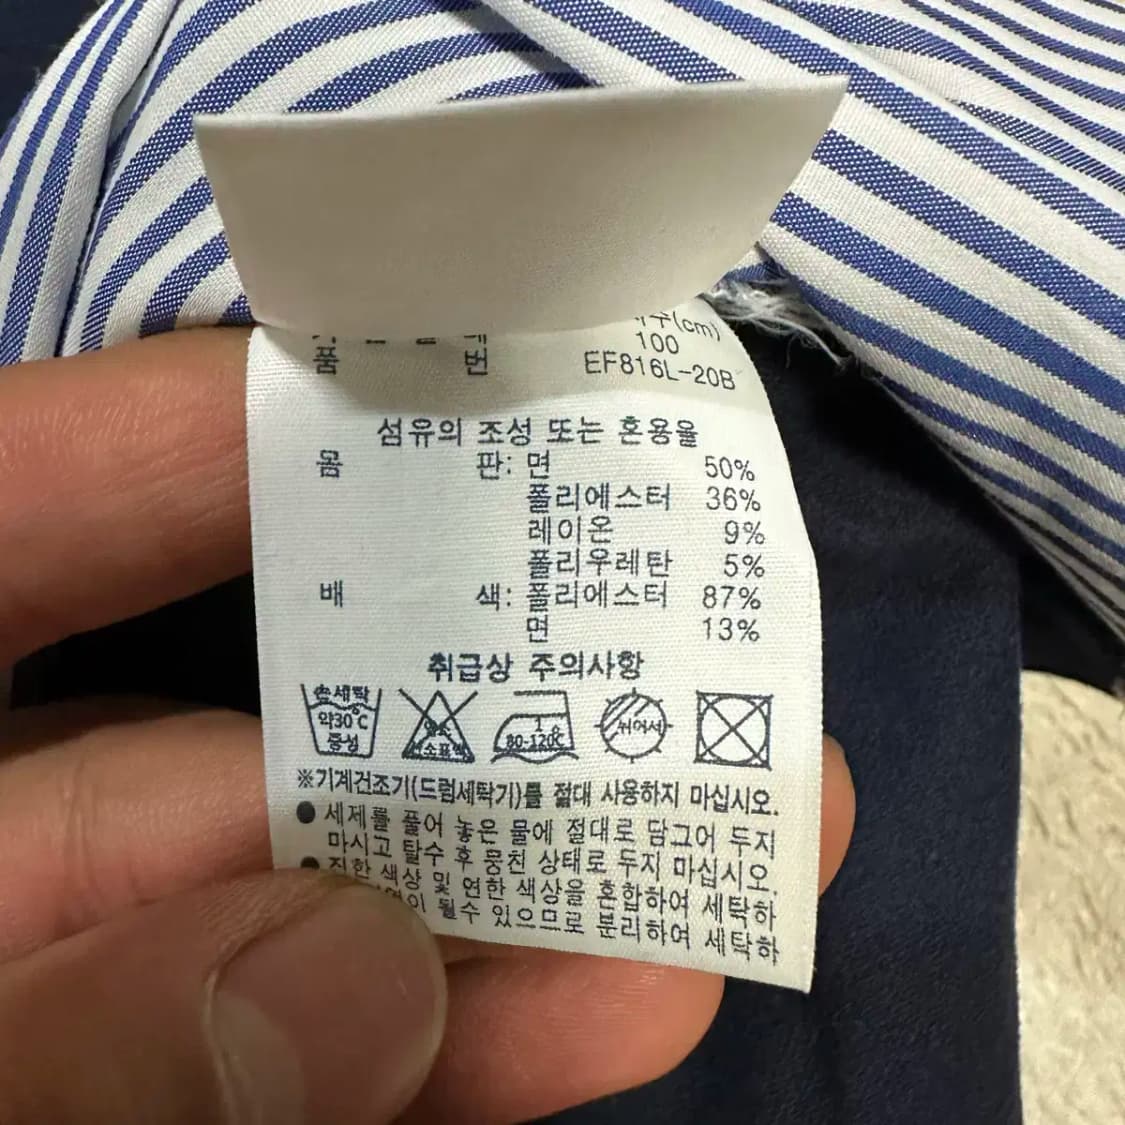 100
품 번 EF816L-20B
섬유의 조성 또는 혼용율
몸 판: 면 50%
폴리에스터 36%
레이온 9%
폴리우레탄 5%
배 색: 폴리에스터 87%
면 13%
취급상 주의사항
손세탁
약30℃
중성
80-120℃
뉘어서
※기계건조기(드럼세탁기)를 절대 사용하지 마십시오.
● 세제를 풀어 놓은 물에 절대로 담그어 두지
마시고 탈수 후 뭉친 상태로 두지 마십시오.
● 진한 색상 및 연한 색상을 혼합하여 세탁하
될수 있으므로 분리하여 세탁하